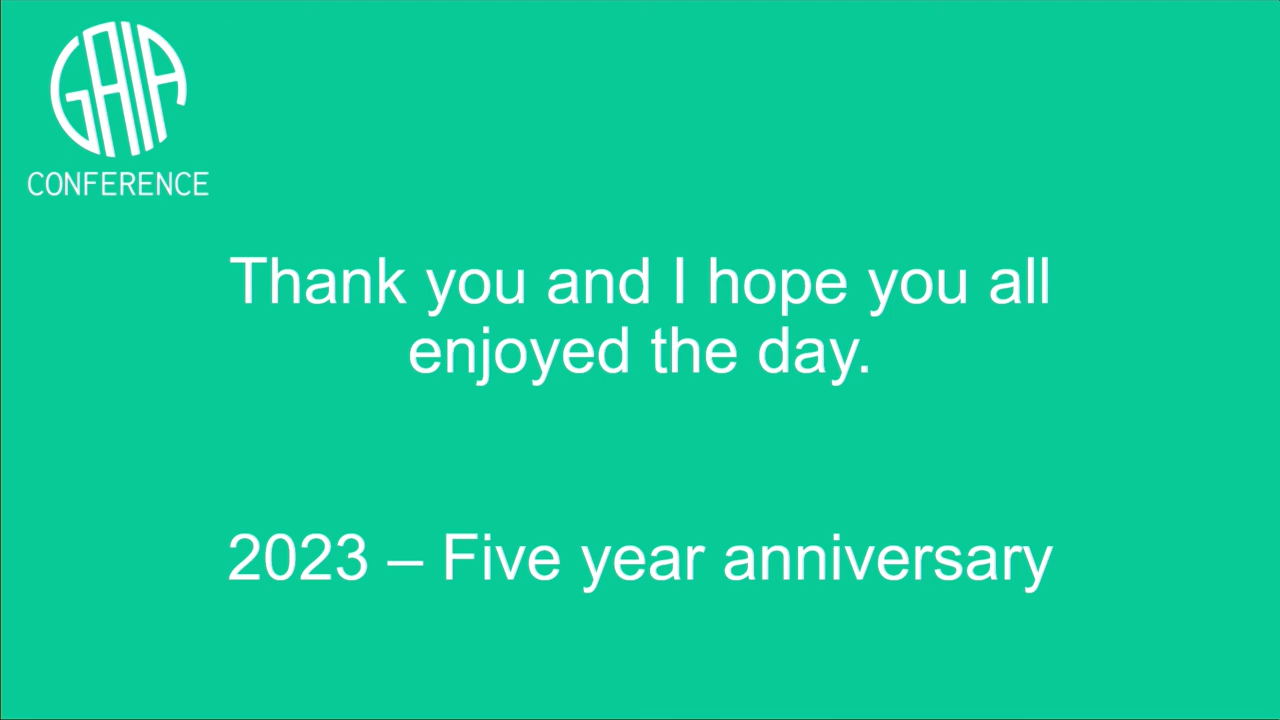 GAIA
CONFERENCE
Thank you and I hope you all
enjoyed the day.
2023 – Five year anniversary